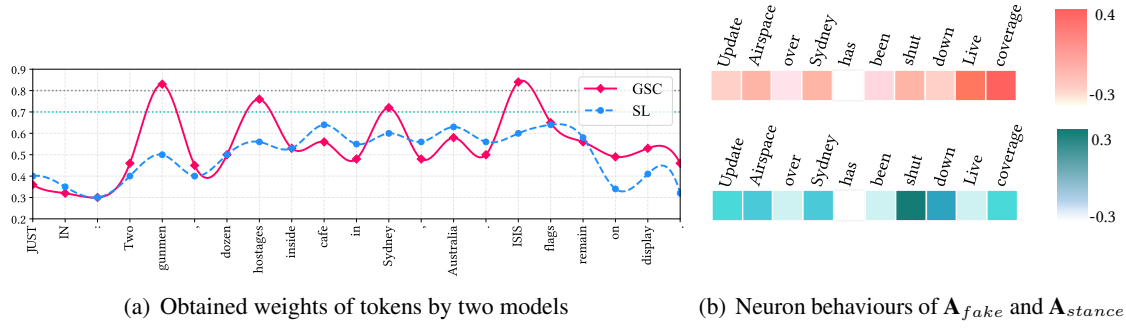 0.9
0.8
0.7
0.6
0.5
0.4
0.3
0.2
GSC
SL
JUST
IN
:
Two
gunmen
,
dozen
hostages
inside
cafe
in
Sydney
,
Australia
.
ISIS
flags
remain
on
display
.
(a) Obtained weights of tokens by two models
Update Airspace over Sydney has been shut down Live coverage
0.4
-0.3
Update Airspace over Sydney has been shut down Live coverage
0.3
-0.3
(b) Neuron behaviours of A_fake and A_stance